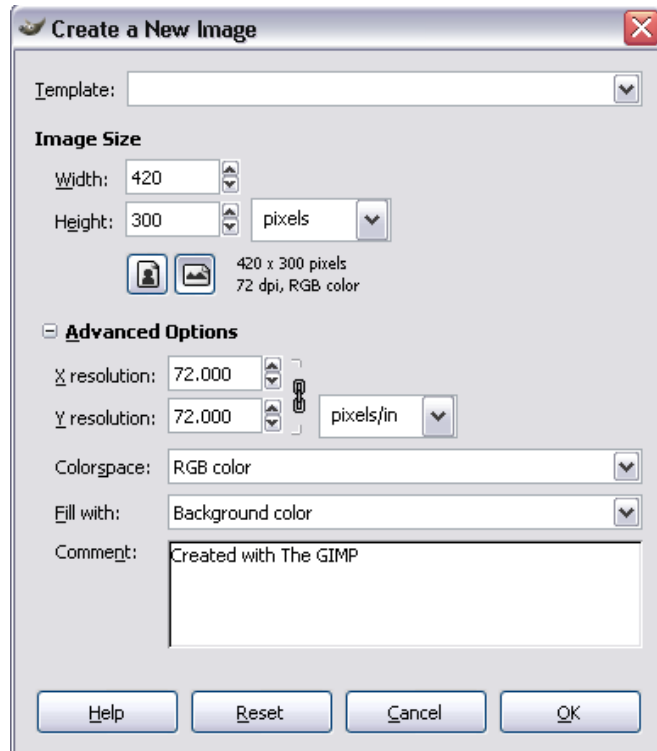 Create a New Image
Template:
Image Size
Width: 420
Height: 300 pixels
420 x 300 pixels
72 dpi, RGB color
Advanced Options
X resolution: 72.000
Y resolution: 72.000 pixels/in
Colorspace: RGB color
Fill with: Background color
Comment: Created with The GIMP
Help Reset Cancel OK